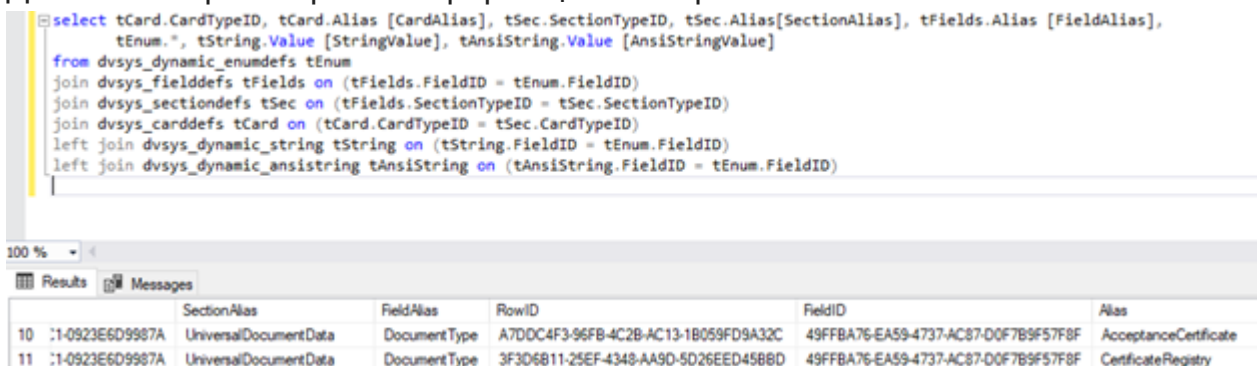 select tCard.CardTypeID, tCard.Alias [CardAlias], tSec.SectionTypeID, tSec.Alias[SectionAlias], tFields.Alias [FieldAlias],
tEnum.*, tString.Value [StringValue], tAnsiString.Value [AnsiStringValue]
from dvsys_dynamic_enumdefs tEnum
join dvsys_fielddefs tFields on (tFields.FieldID = tEnum.FieldID)
join dvsys_sectiondefs tSec on (tFields.SectionTypeID = tSec.SectionTypeID)
join dvsys_carddefs tCard on (tCard.CardTypeID = tSec.CardTypeID)
left join dvsys_dynamic_string tString on (tString.FieldID = tEnum.FieldID)
left join dvsys_dynamic_ansistring tAnsiString on (tAnsiString.FieldID = tEnum.FieldID)
100 %
Results Messages
SectionAlias FieldAlias RowID FieldID Alias
10 :1-0923E6D9987A UniversalDocumentData DocumentType A7DDC4F3-96FB-4C2B-AC13-1B059FD9A32C 49FFBA76-EA59-4737-AC87-D0F7B9F57F8F AcceptanceCertificate
11 :1-0923E6D9987A UniversalDocumentData DocumentType 3F3D6B11-25EF-4348-AA9D-5D26EED45BBD 49FFBA76-EA59-4737-AC87-D0F7B9F57F8F CertificateRegistry